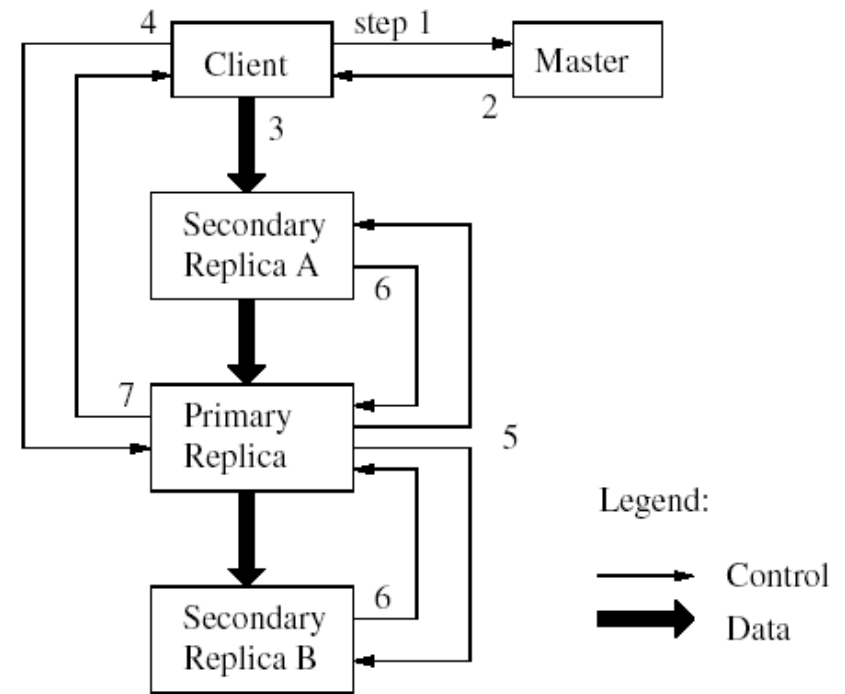 4
step 1
Client
Master
2
3
Secondary
Replica A
6
7
Primary
Replica
5
Legend:
Control
Data
6
Secondary
Replica B